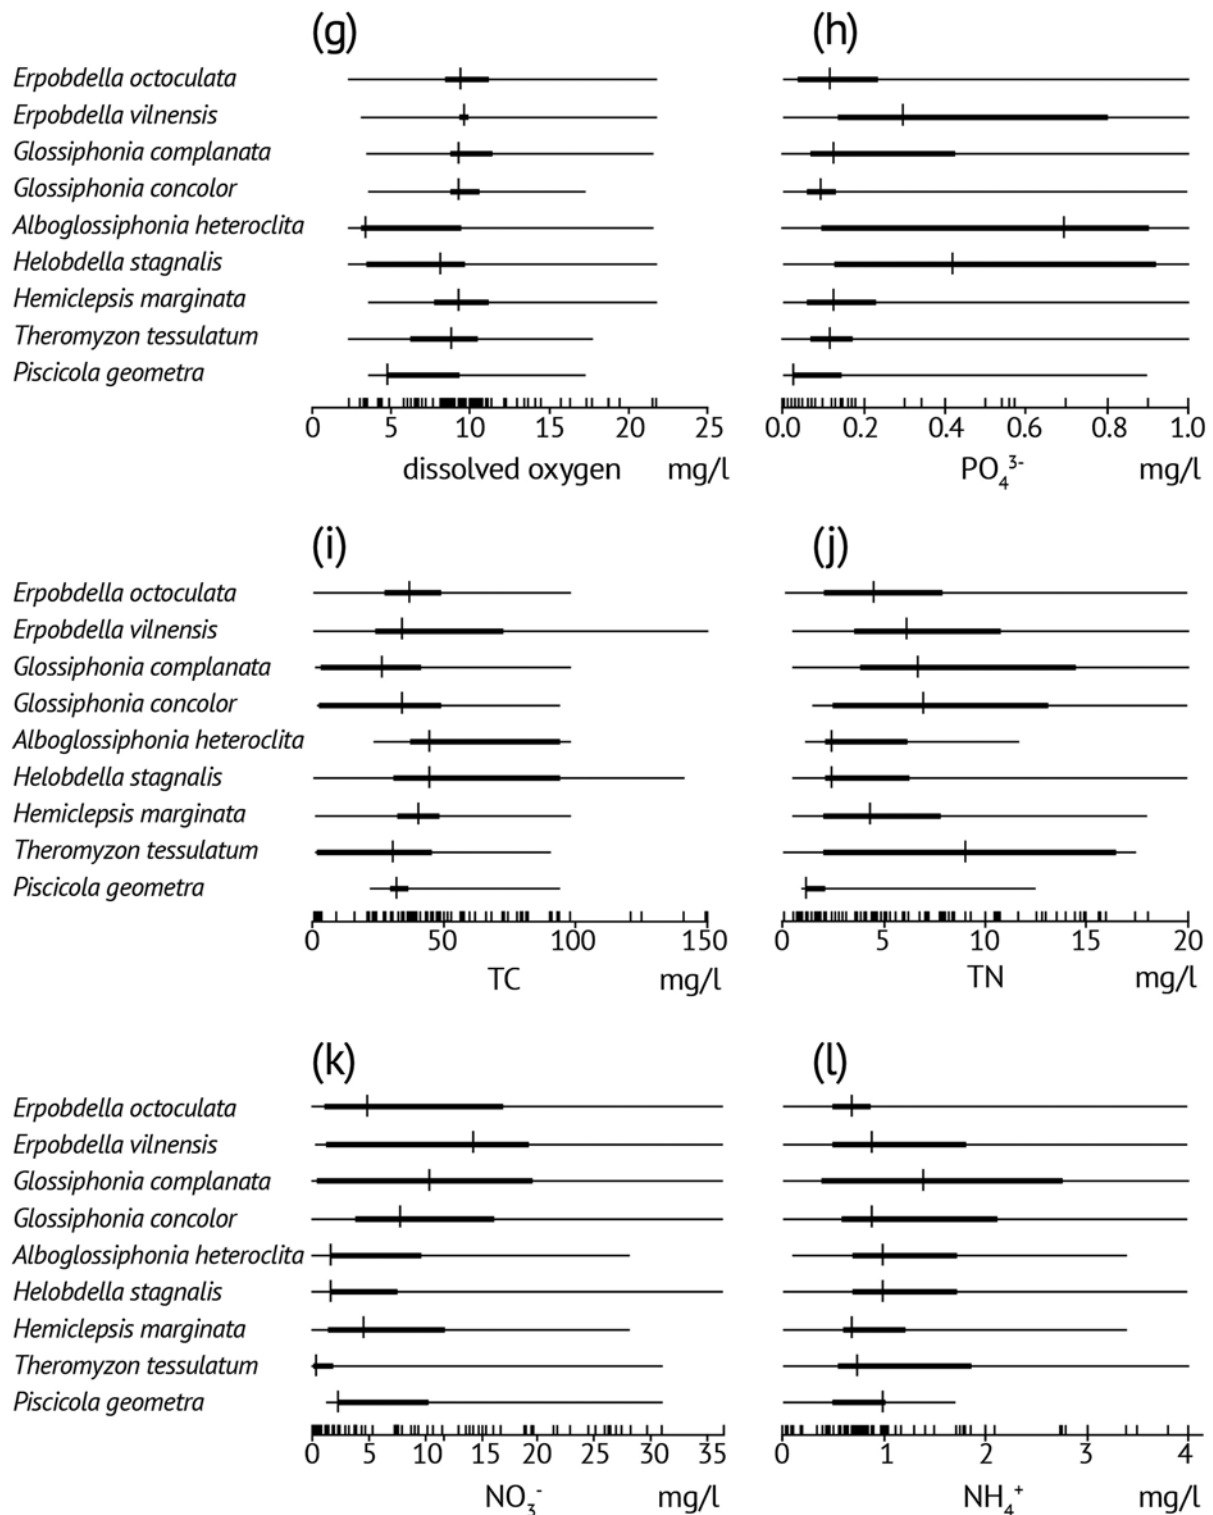 (g) (h)
Erpobdella octoculata
Erpobdella vilnensis
Glossiphonia complanata
Glossiphonia concolor
Alboglossiphonia heteroclita
Helobdella stagnalis
Hemiclepsis marginata
Theromyzon tessulatum
Piscicola geometra
0 5 10 15 20 25 0.0 0.2 0.4 0.6 0.8 1.0
dissolved oxygen mg/l PO₄³⁻ mg/l
(i) (j)
Erpobdella octoculata
Erpobdella vilnensis
Glossiphonia complanata
Glossiphonia concolor
Alboglossiphonia heteroclita
Helobdella stagnalis
Hemiclepsis marginata
Theromyzon tessulatum
Piscicola geometra
0 50 100 150 0 5 10 15 20
TC mg/l TN mg/l
(k) (l)
Erpobdella octoculata
Erpobdella vilnensis
Glossiphonia complanata
Glossiphonia concolor
Alboglossiphonia heteroclita
Helobdella stagnalis
Hemiclepsis marginata
Theromyzon tessulatum
Piscicola geometra
0 5 10 15 20 25 30 35 0 1 2 3 4
NO₃⁻ mg/l NH₄⁺ mg/l